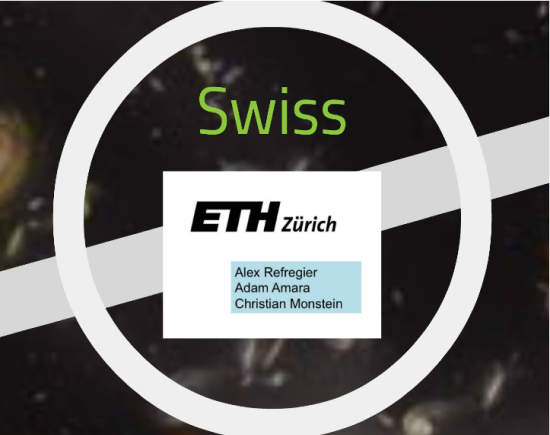 Swiss
ETH Zürich
Alex Refregier
Adam Amara
Christian Monstein